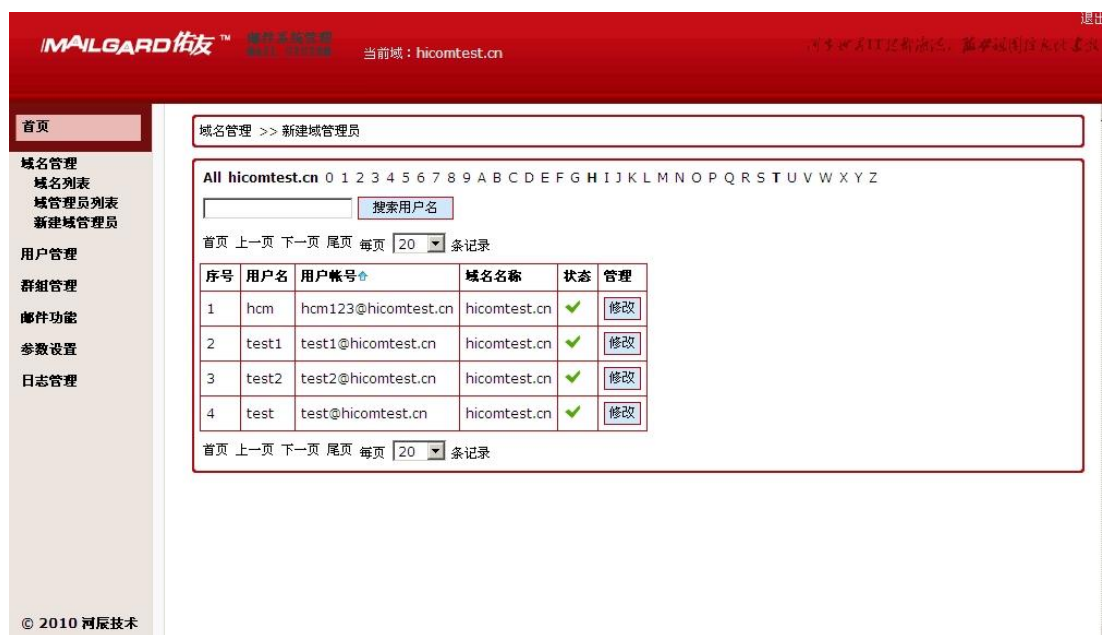 退出
MAILGARD佑友™
当前域：hicomtest.cn
首页
域名管理
域名列表
域管理员列表
新建域管理员
用户管理
群组管理
邮件功能
参数设置
日志管理
© 2010 河辰技术
域名管理 >> 新建域管理员
All hicomtest.cn 0 1 2 3 4 5 6 7 8 9 A B C D E F G H I J K L M N O P Q R S T U V W X Y Z
搜索用户名
首页 上一页 下一页 尾页 每页 20 条记录
序号 用户名 用户帐号 域名名称 状态 管理
1 hcm hcm123@hicomtest.cn hicomtest.cn ✔ 修改
2 test1 test1@hicomtest.cn hicomtest.cn ✔ 修改
3 test2 test2@hicomtest.cn hicomtest.cn ✔ 修改
4 test test@hicomtest.cn hicomtest.cn ✔ 修改
首页 上一页 下一页 尾页 每页 20 条记录